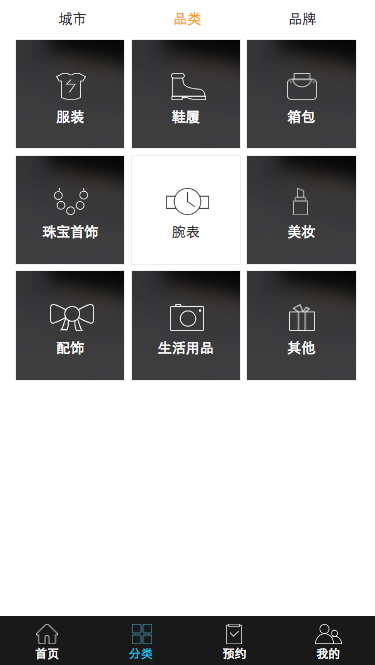 城市 品类 品牌
服装 鞋履 箱包
珠宝首饰 腕表 美妆
配饰 生活用品 其他
首页 分类 预约 我的